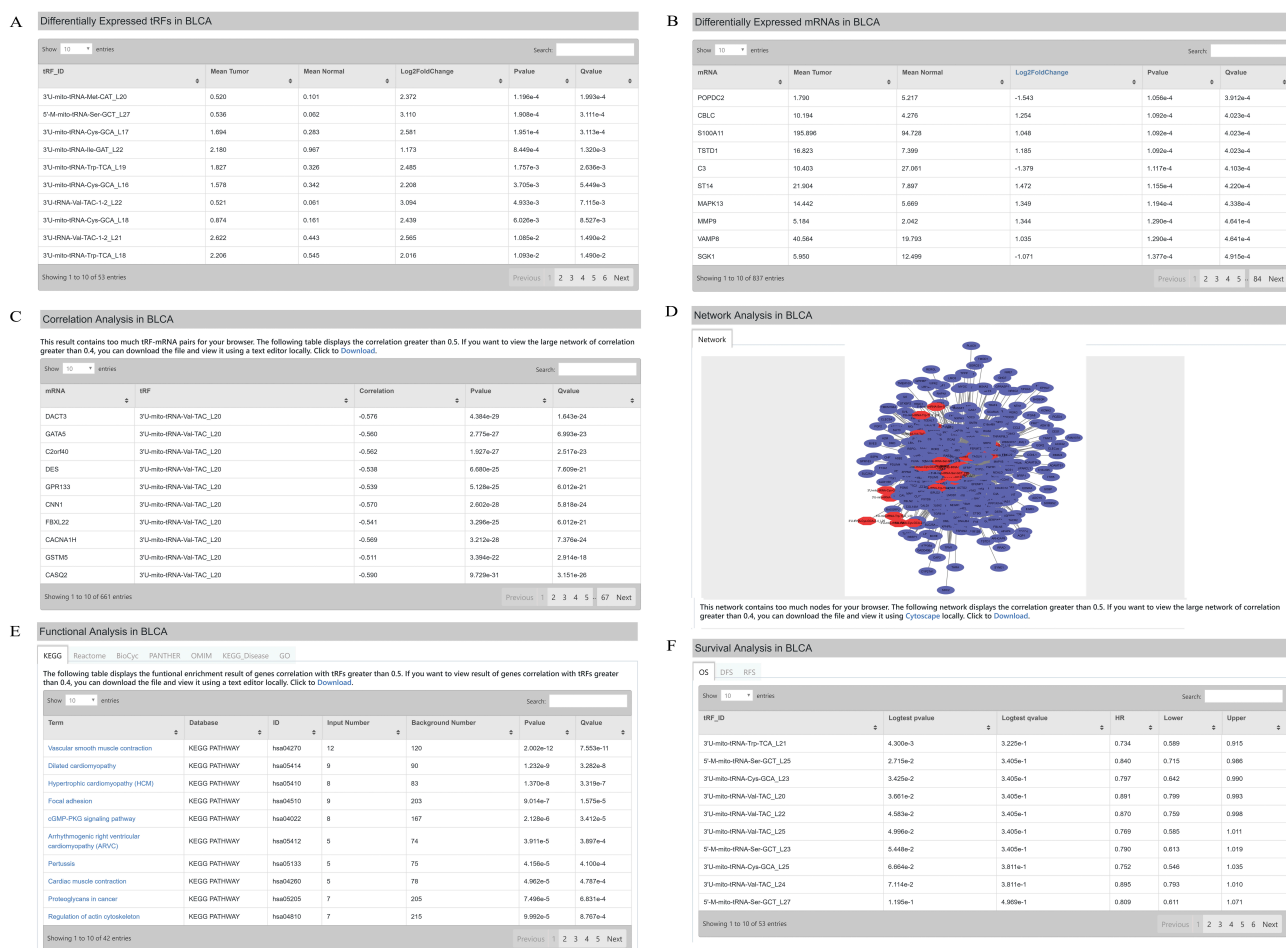 A
Differentially Expressed tRFs in BLCA
Show 10 entries Search:
tRF_ID Mean Tumor Mean Normal Log2FoldChange Pvalue Qvalue
3'U-mito-tRNA-Met-CAT_L20 0.520 0.101 2.372 1.196e-4 1.993e-4
5'-M-mito-tRNA-Ser-GCT_L27 0.536 0.062 3.110 1.908e-4 3.111e-4
3'U-mito-tRNA-Cys-GCA_L17 1.694 0.283 2.581 1.951e-4 3.113e-4
3'U-mito-tRNA-Ile-GAT_L22 2.180 0.967 1.173 8.449e-4 1.320e-3
3'U-mito-tRNA-Trp-TCA_L19 1.827 0.326 2.485 1.757e-3 2.636e-3
3'U-mito-tRNA-Cys-GCA_L16 1.578 0.342 2.208 3.705e-3 5.449e-3
3'U-tRNA-Val-TAC-1-2_L22 0.521 0.061 3.094 4.933e-3 7.115e-3
3'U-mito-tRNA-Cys-GCA_L18 0.874 0.161 2.439 6.026e-3 8.527e-3
3'U-tRNA-Val-TAC-1-2_L21 2.622 0.443 2.565 1.085e-2 1.490e-2
3'U-mito-tRNA-Trp-TCA_L18 2.206 0.545 2.016 1.093e-2 1.490e-2
Showing 1 to 10 of 53 entries Previous 1 2 3 4 5 6 Next
B
Differentially Expressed mRNAs in BLCA
Show 10 entries Search:
mRNA Mean Tumor Mean Normal Log2FoldChange Pvalue Qvalue
POPDC2 1.790 5.217 -1.543 1.056e-4 3.912e-4
CBLC 10.194 4.276 1.254 1.092e-4 4.023e-4
S100A11 195.896 94.728 1.048 1.092e-4 4.023e-4
TSTD1 16.823 7.399 1.185 1.092e-4 4.023e-4
C3 10.403 27.061 -1.379 1.117e-4 4.103e-4
ST14 21.904 7.897 1.472 1.155e-4 4.220e-4
MAPK13 14.442 5.669 1.349 1.194e-4 4.338e-4
MMP9 5.184 2.042 1.344 1.290e-4 4.641e-4
VAMP8 40.564 19.793 1.035 1.290e-4 4.641e-4
SGK1 5.950 12.499 -1.071 1.377e-4 4.915e-4
Showing 1 to 10 of 837 entries Previous 1 2 3 4 5 .. 84 Next
C
Correlation Analysis in BLCA
This result contains too much tRF-mRNA pairs for your browser. The following table displays the correlation greater than 0.5. If you want to view the large network of correlation
greater than 0.4, you can download the file and view it using a text editor locally. Click to Download.
Show 10 entries Search:
mRNA tRF Correlation Pvalue Qvalue
DACT3 3'U-mito-tRNA-Val-TAC_L20 -0.576 4.384e-29 1.643e-24
GATA5 3'U-mito-tRNA-Val-TAC_L20 -0.560 2.775e-27 6.993e-23
C2orf40 3'U-mito-tRNA-Val-TAC_L20 -0.562 1.927e-27 2.517e-23
DES 3'U-mito-tRNA-Val-TAC_L20 -0.538 6.680e-25 7.609e-21
GPR133 3'U-mito-tRNA-Val-TAC_L20 -0.539 5.128e-25 6.012e-21
CNN1 3'U-mito-tRNA-Val-TAC_L20 -0.570 2.602e-28 5.818e-24
FBXL22 3'U-mito-tRNA-Val-TAC_L20 -0.541 3.296e-25 6.012e-21
CACNA1H 3'U-mito-tRNA-Val-TAC_L20 -0.569 3.212e-28 7.376e-24
GSTM5 3'U-mito-tRNA-Val-TAC_L20 -0.511 3.394e-22 2.914e-18
CASQ2 3'U-mito-tRNA-Val-TAC_L20 -0.590 9.729e-31 3.151e-26
Showing 1 to 10 of 661 entries Previous 1 2 3 4 5 .. 67 Next
D
Network Analysis in BLCA
Network
This network contains too much nodes for your browser. The following network displays the correlation greater than 0.5. If you want to view the large network of correlation
greater than 0.4, you can download the file and view it using Cytoscape locally. Click to Download.
E
Functional Analysis in BLCA
KEGG Reactome BioCyc PANTHER OMIM KEGG_Disease GO
The following table displays the funtional enrichment result of genes correlation with tRFs greater than 0.5. If you want to view result of genes correlation with tRFs greater
than 0.4, you can download the file and view it using a text editor locally. Click to Download.
Show 10 entries Search:
Term Database ID Input Number Background Number Pvalue Qvalue
Vascular smooth muscle contraction KEGG PATHWAY hsa04270 12 120 2.002e-12 7.553e-11
Dilated cardiomyopathy KEGG PATHWAY hsa05414 9 90 1.232e-9 3.282e-8
Hypertrophic cardiomyopathy (HCM) KEGG PATHWAY hsa05410 8 83 1.370e-8 3.319e-7
Focal adhesion KEGG PATHWAY hsa04510 9 203 9.014e-7 1.575e-5
cGMP-PKG signaling pathway KEGG PATHWAY hsa04022 8 167 2.128e-6 3.412e-5
Arrhythmogenic right ventricular
cardiomyopathy (ARVC) KEGG PATHWAY hsa05412 5 74 3.911e-5 3.897e-4
Pertussis KEGG PATHWAY hsa05133 5 75 4.156e-5 4.100e-4
Cardiac muscle contraction KEGG PATHWAY hsa04260 5 78 4.962e-5 4.787e-4
Proteoglycans in cancer KEGG PATHWAY hsa05205 7 205 7.496e-5 6.831e-4
Regulation of actin cytoskeleton KEGG PATHWAY hsa04810 7 215 9.992e-5 8.767e-4
Showing 1 to 10 of 42 entries Previous 1 2 3 4 5 Next
F
Survival Analysis in BLCA
OS DFS RFS
Show 10 entries Search:
tRF_ID Logtest pvalue Logtest qvalue HR Lower Upper
3'U-mito-tRNA-Trp-TCA_L21 4.300e-3 3.225e-1 0.734 0.589 0.915
5'-M-mito-tRNA-Ser-GCT_L25 2.715e-2 3.405e-1 0.840 0.715 0.986
3'U-mito-tRNA-Cys-GCA_L23 3.425e-2 3.405e-1 0.797 0.642 0.990
3'U-mito-tRNA-Val-TAC_L20 3.661e-2 3.405e-1 0.891 0.799 0.993
3'U-mito-tRNA-Val-TAC_L22 4.583e-2 3.405e-1 0.870 0.759 0.998
3'U-mito-tRNA-Val-TAC_L25 4.996e-2 3.405e-1 0.769 0.585 1.011
5'-M-mito-tRNA-Ser-GCT_L23 5.448e-2 3.405e-1 0.790 0.613 1.019
3'U-mito-tRNA-Cys-GCA_L25 6.664e-2 3.811e-1 0.752 0.546 1.035
3'U-mito-tRNA-Val-TAC_L24 7.114e-2 3.811e-1 0.895 0.793 1.010
5'-M-mito-tRNA-Ser-GCT_L27 1.195e-1 4.969e-1 0.809 0.611 1.071
Showing 1 to 10 of 53 entries Previous 1 2 3 4 5 6 Next